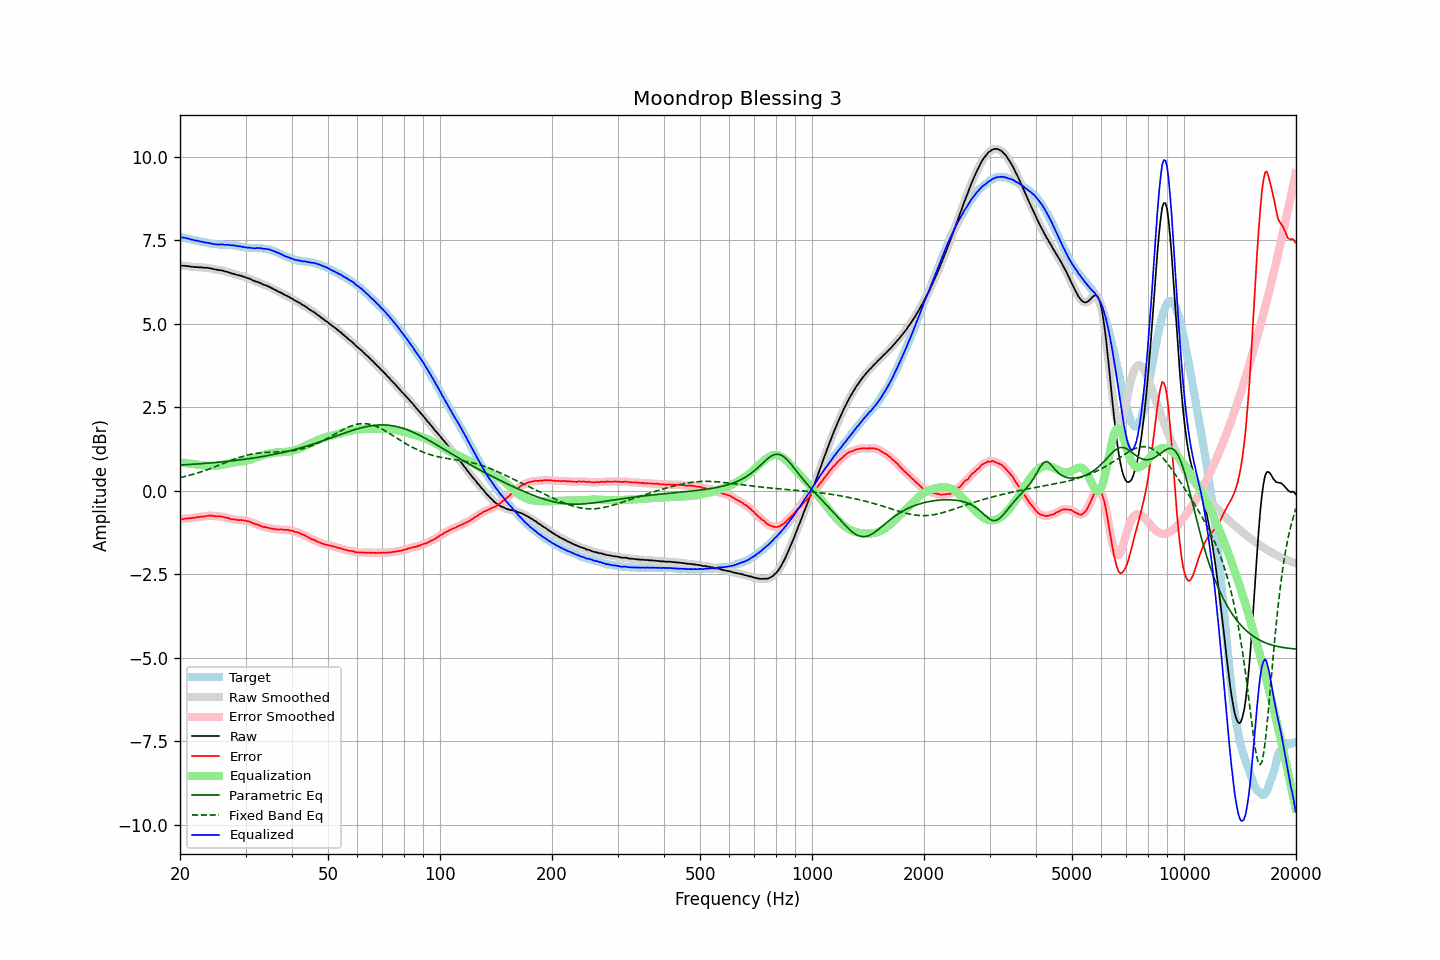 Moondrop Blessing 3
Amplitude (dBr)
10.0
7.5
5.0
2.5
0.0
−2.5
−5.0
−7.5
−10.0
Target
Raw Smoothed
Error Smoothed
Raw
Error
Equalization
Parametric Eq
Fixed Band Eq
Equalized
20 50 100 200 500 1000 2000 5000 10000 20000
Frequency (Hz)